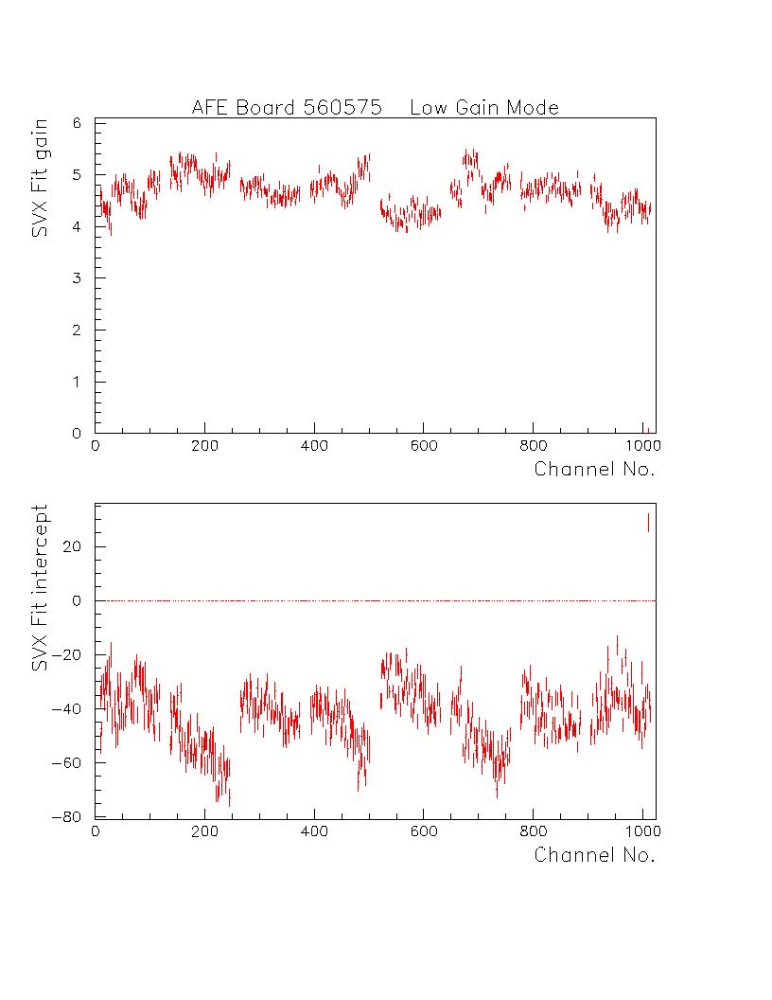 AFE Board 560575 Low Gain Mode
SVX Fit gain
6
5
4
3
2
1
0
0 200 400 600 800 1000
Channel No.
SVX Fit intercept
20
0
−20
−40
−60
−80
0 200 400 600 800 1000
Channel No.